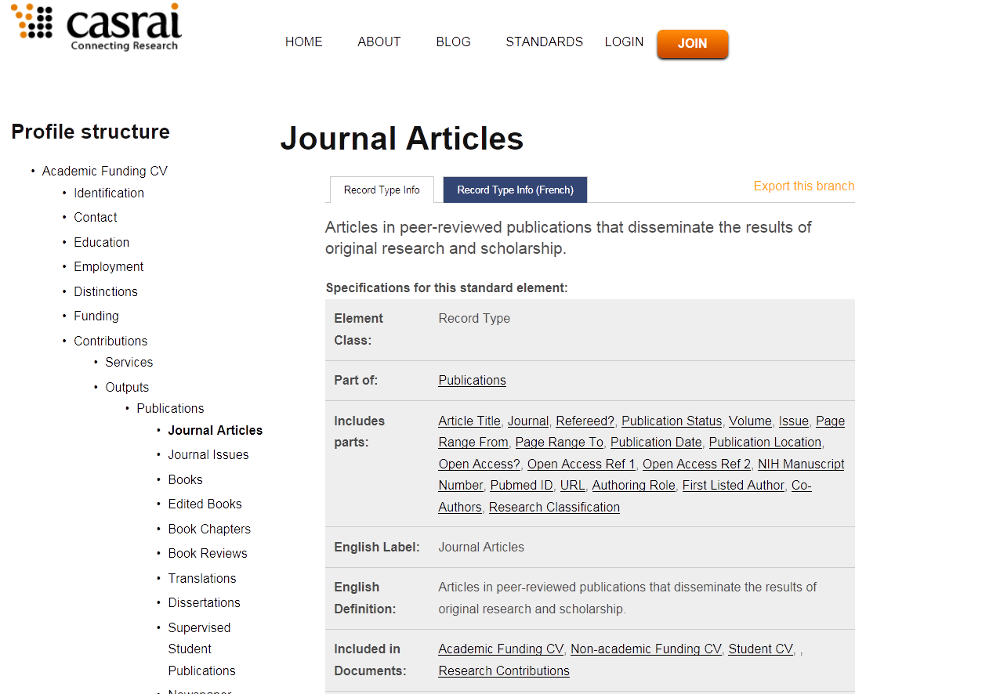 casrai
Connecting Research
HOME ABOUT BLOG STANDARDS LOGIN JOIN
Profile structure
• Academic Funding CV
• Identification
• Contact
• Education
• Employment
• Distinctions
• Funding
• Contributions
• Services
• Outputs
• Publications
• Journal Articles
• Journal Issues
• Books
• Edited Books
• Book Chapters
• Book Reviews
• Translations
• Dissertations
• Supervised
Student
Publications
• Newspaper
Journal Articles
Record Type Info Record Type Info (French) Export this branch
Articles in peer-reviewed publications that disseminate the results of
original research and scholarship.
Specifications for this standard element:
Element Record Type
Class:
Part of: Publications
Includes Article Title, Journal, Refereed?, Publication Status, Volume, Issue, Page
parts: Range From, Page Range To, Publication Date, Publication Location,
Open Access?, Open Access Ref 1, Open Access Ref 2, NIH Manuscript
Number, Pubmed ID, URL, Authoring Role, First Listed Author, Co-
Authors, Research Classification
English Label: Journal Articles
English Articles in peer-reviewed publications that disseminate the results of
Definition: original research and scholarship.
Included in Academic Funding CV, Non-academic Funding CV, Student CV, ,
Documents: Research Contributions